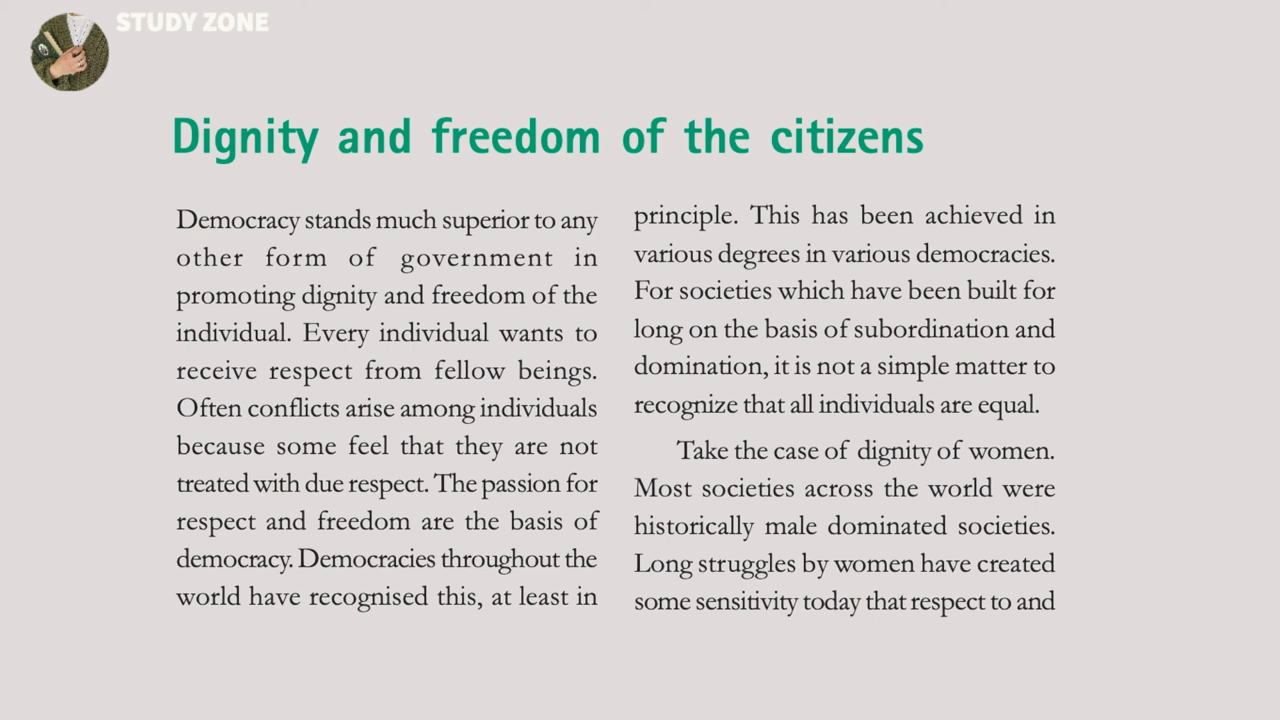 STUDY ZONE
Dignity and freedom of the citizens
Democracy stands much superior to any
other form of government in
promoting dignity and freedom of the
individual. Every individual wants to
receive respect from fellow beings.
Often conflicts arise among individuals
because some feel that they are not
treated with due respect. The passion for
respect and freedom are the basis of
democracy. Democracies throughout the
world have recognised this, at least in
principle. This has been achieved in
various degrees in various democracies.
For societies which have been built for
long on the basis of subordination and
domination, it is not a simple matter to
recognize that all individuals are equal.
Take the case of dignity of women.
Most societies across the world were
historically male dominated societies.
Long struggles by women have created
some sensitivity today that respect to and